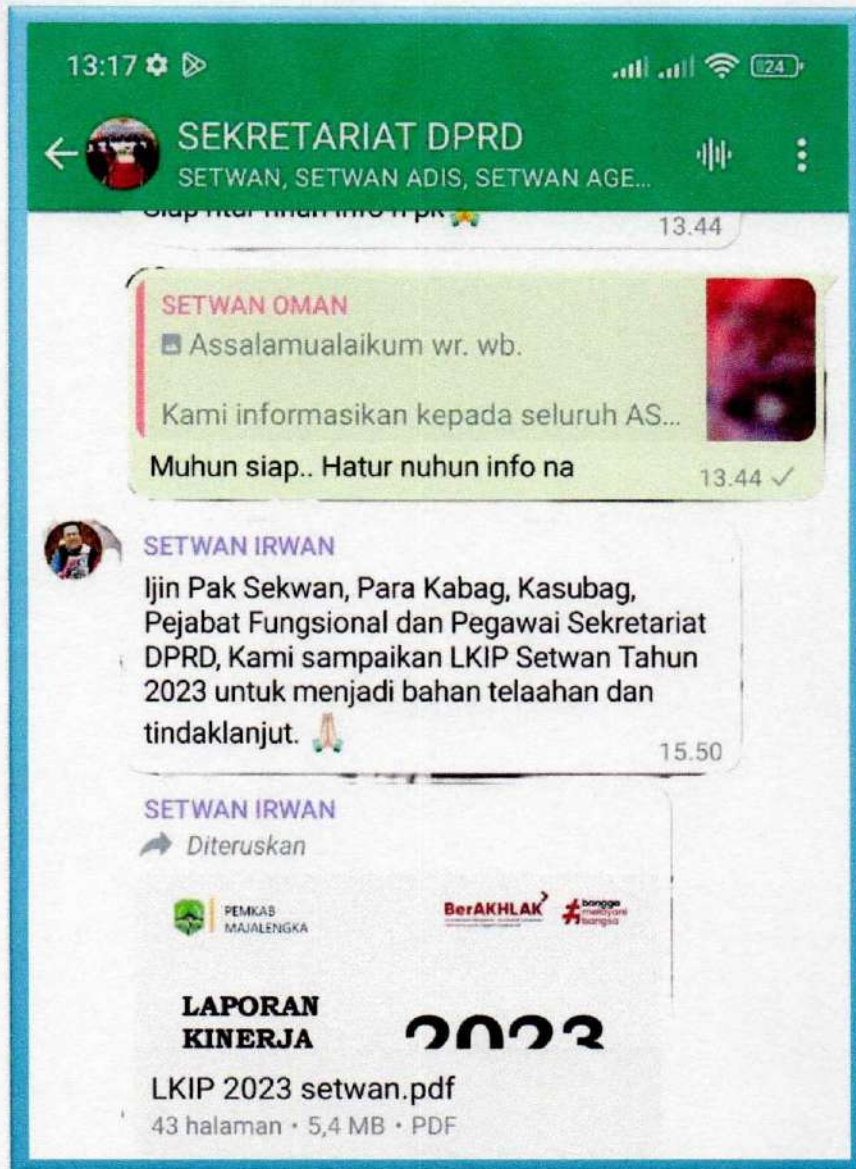 13:17
24
SEKRETARIAT DPRD
SETWAN, SETWAN ADIS, SETWAN AGE...
13.44
SETWAN OMAN
Assalamualaikum wr. wb.
Kami informasikan kepada seluruh AS...
Muhun siap.. Hatur nuhun info na
13.44
SETWAN IRWAN
Ijin Pak Sekwan, Para Kabag, Kasubag,
Pejabat Fungsional dan Pegawai Sekretariat
DPRD, Kami sampaikan LKIP Setwan Tahun
2023 untuk menjadi bahan telaahan dan
tindaklanjut. 🙏
15.50
SETWAN IRWAN
Diteruskan
PEMKAB
MAJALENGKA
BerAKHLAK
#bangga
melayani
bangsa
LAPORAN
KINERJA
2023
LKIP 2023 setwan.pdf
43 halaman • 5,4 MB • PDF